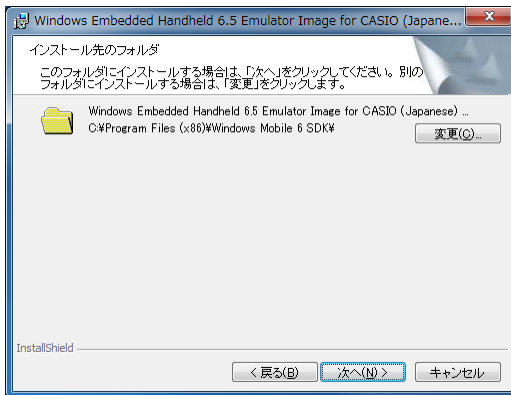 Windows Embedded Handheld 6.5 Emulator Image for CASIO (Japane...
インストール先のフォルダ
このフォルダにインストールする場合は、「次へ」をクリックしてください。別の
フォルダにインストールする場合は、「変更」をクリックします。
Windows Embedded Handheld 6.5 Emulator Image for CASIO (Japanese) ...
C:¥Program Files (x86)¥Windows Mobile 6 SDK¥
変更(C)...
InstallShield
< 戻る(B)
次へ(N) >
キャンセル